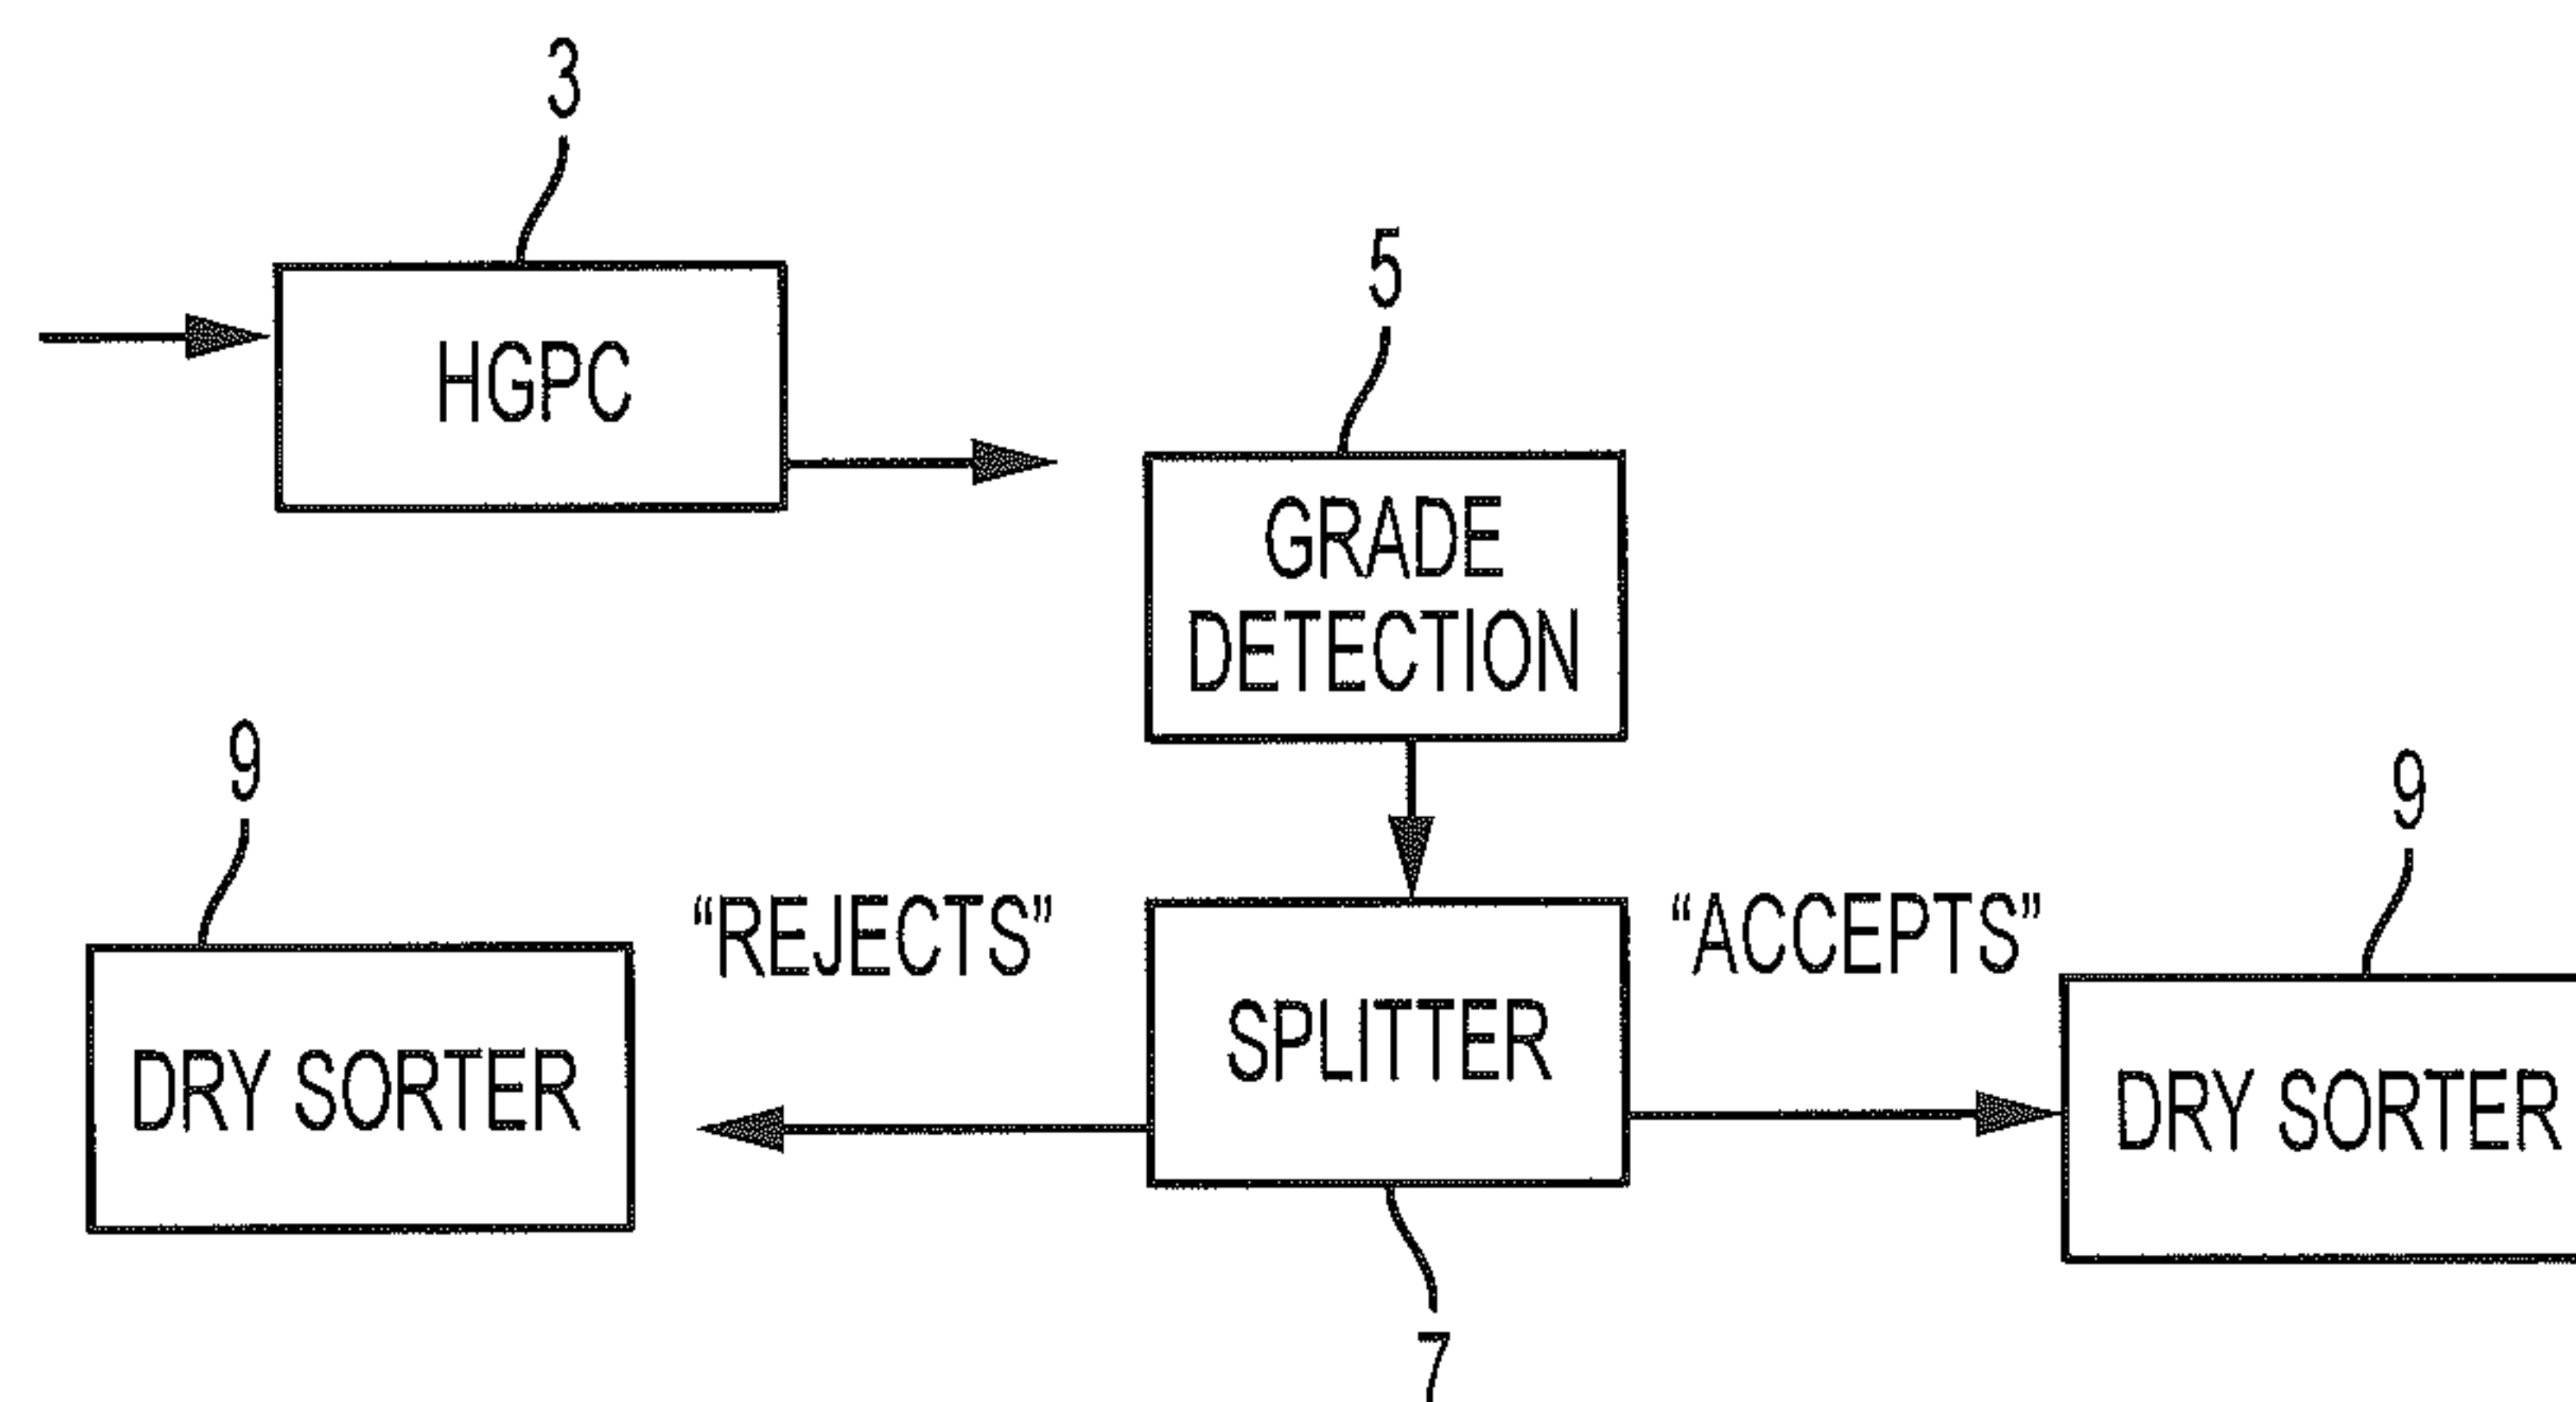 3
HGPC
5
GRADE
DETECTION
9
DRY SORTER
“REJECTS”
SPLITTER
“ACCEPTS”
9
DRY SORTER
7